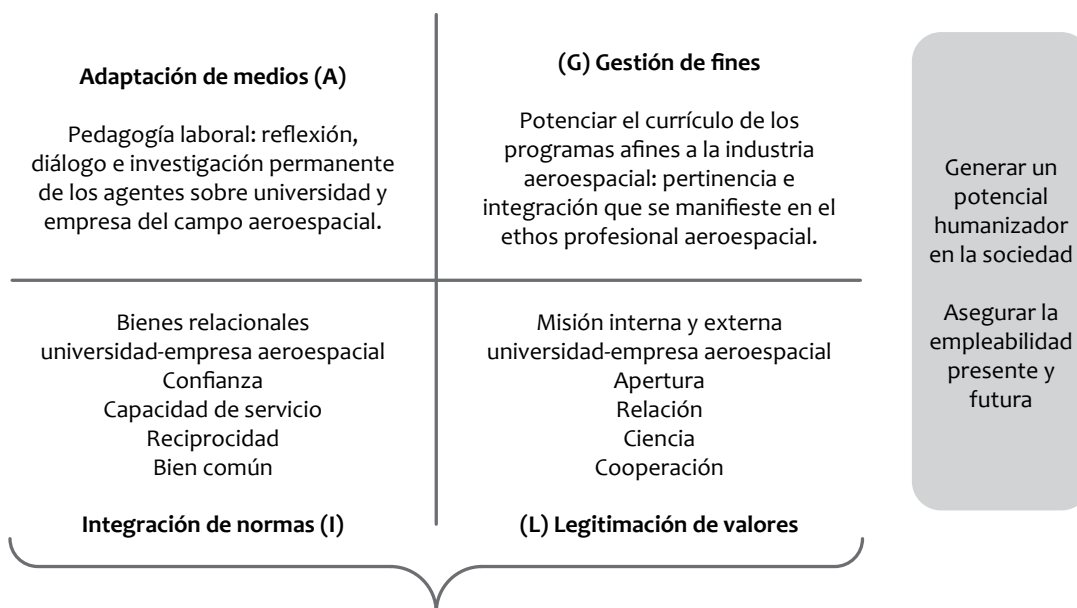 Adaptación de medios (A)
Pedagogía laboral: reflexión,
diálogo e investigación permanente
de los agentes sobre universidad y
empresa del campo aeroespacial.
(G) Gestión de fines
Potenciar el currículo de los
programas afines a la industria
aeroespacial: pertinencia e
integración que se manifieste en el
ethos profesional aeroespacial.
Bienes relacionales
universidad-empresa aeroespacial
Confianza
Capacidad de servicio
Reciprocidad
Bien común
Integración de normas (I)
Misión interna y externa
universidad-empresa aeroespacial
Apertura
Relación
Ciencia
Cooperación
(L) Legitimación de valores
Generar un
potencial
humanizador
en la sociedad
Asegurar la
empleabilidad
presente y
futura